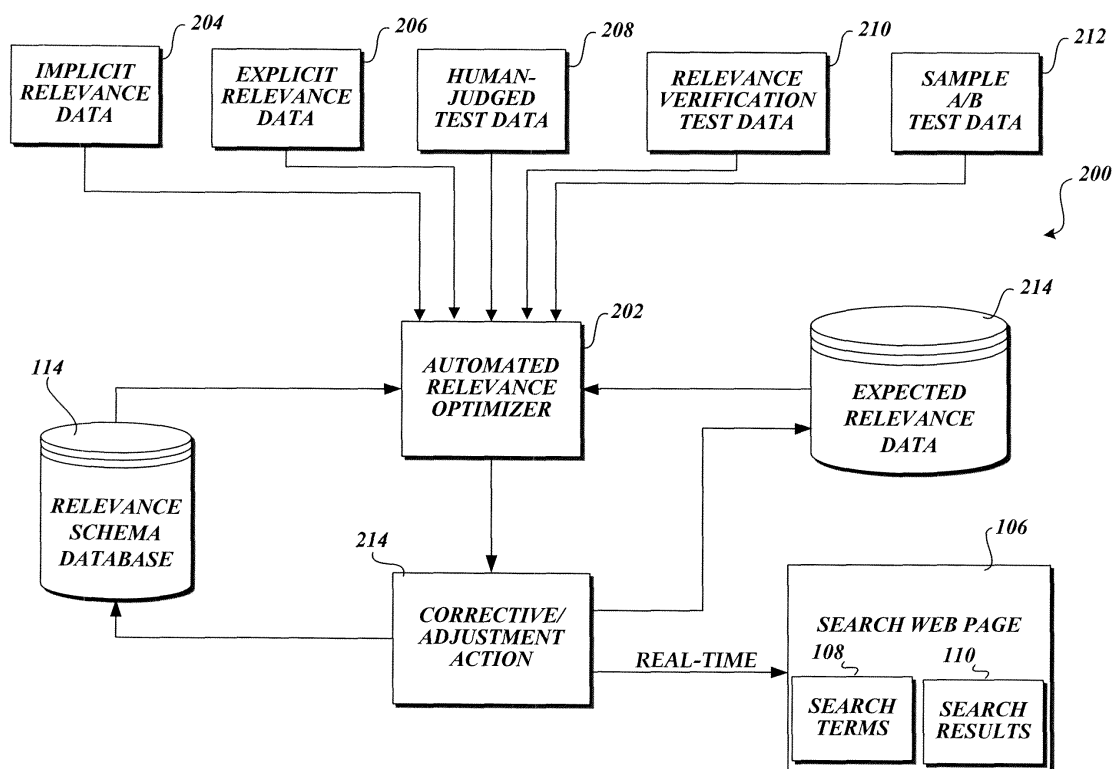 204
206
208
210
212
IMPLICIT
RELEVANCE
DATA
EXPLICIT
RELEVANCE
DATA
HUMAN-
JUDGED
TEST DATA
RELEVANCE
VERIFICATION
TEST DATA
SAMPLE
A/B
TEST DATA
200
202
AUTOMATED
RELEVANCE
OPTIMIZER
214
EXPECTED
RELEVANCE
DATA
114
RELEVANCE
SCHEMA
DATABASE
214
CORRECTIVE/
ADJUSTMENT
ACTION
REAL-TIME
106
SEARCH WEB PAGE
108
SEARCH
TERMS
110
SEARCH
RESULTS